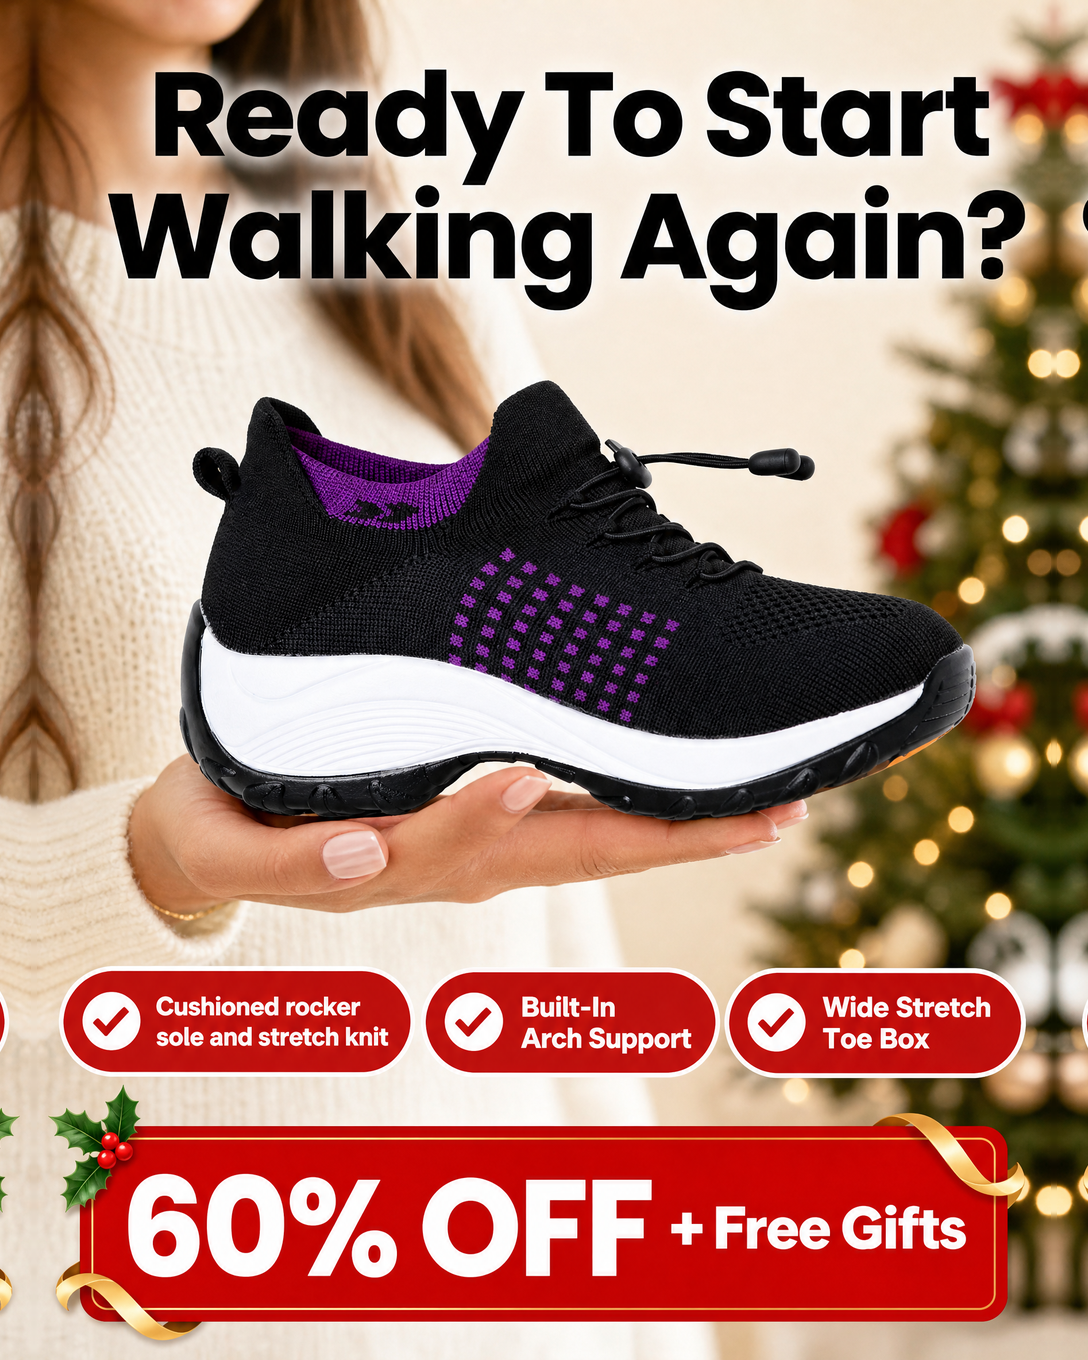 Ready To Start
Walking Again?
Cushioned rocker
sole and stretch knit
Built-In
Arch Support
Wide Stretch
Toe Box
60% OFF + Free Gifts